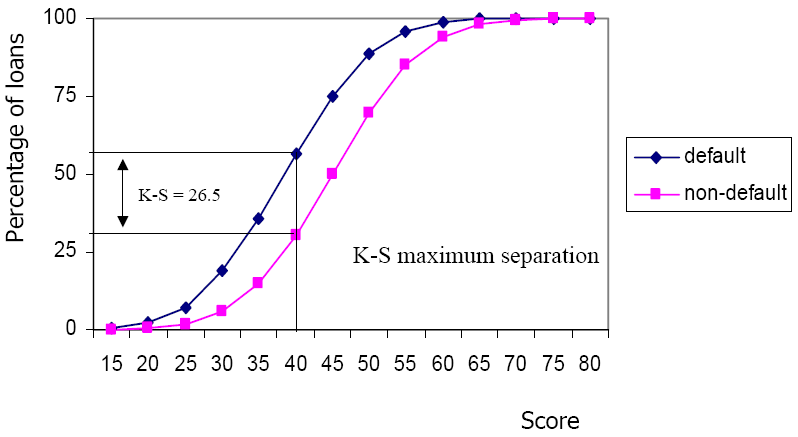 Percentage of loans
100
75
50
25
0
K-S = 26.5
K-S maximum separation
default
non-default
15 20 25 30 35 40 45 50 55 60 65 70 75 80
Score